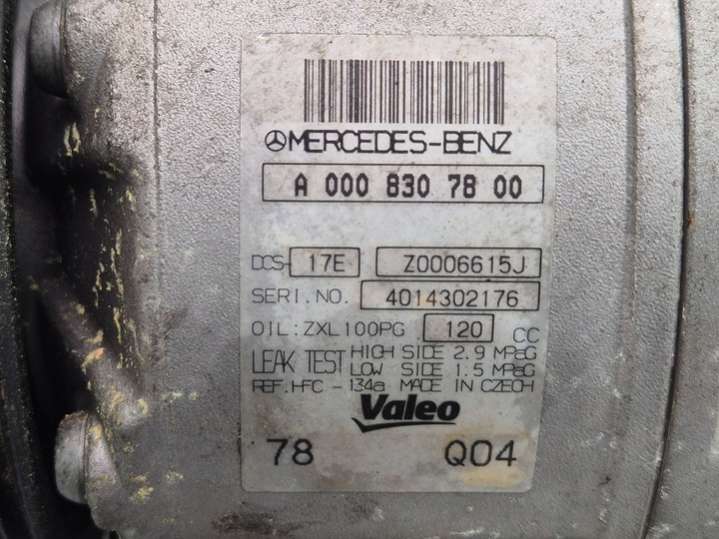 MERCEDES-BENZ
A 000 830 78 00
DCS-17E Z0006615J
SERI.NO. 4014302176
OIL:ZXL100PG 120 CC
LEAK TEST HIGH SIDE 2.9 MPaG
LOW SIDE 1.5 MPaG
REF.HFC-134a MADE IN CZECH
Valeo
78 Q04